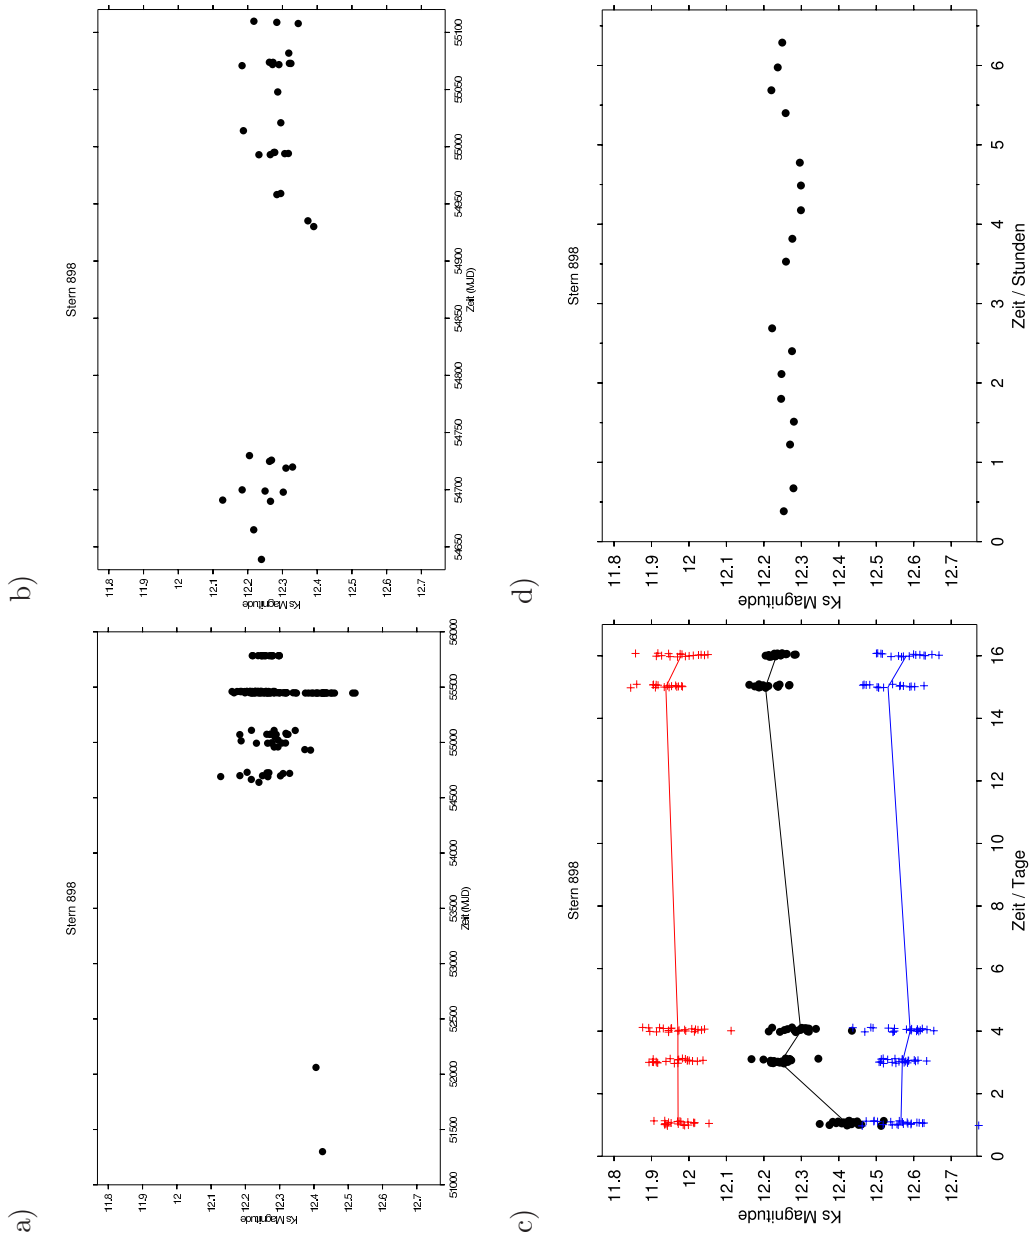 a)
Stern 898
11.8
11.9
12
12.1
12.2
12.3
12.4
12.5
12.6
12.7
Ks Magnitude
51000 51500 52000 52500 53000 53500 54000 54500 55000 55500 56000
Zeit (MJD)
b)
Stern 898
11.8
11.9
12
12.1
12.2
12.3
12.4
12.5
12.6
12.7
Ks Magnitude
54650 54700 54750 54800 54850 54900 54950 55000 55050 55100
Zeit (MJD)
c)
Stern 898
11.8
11.9
12
12.1
12.2
12.3
12.4
12.5
12.6
12.7
Ks Magnitude
0 2 4 6 8 10 12 14 16
Zeit / Tage
d)
Stern 898
11.8
11.9
12
12.1
12.2
12.3
12.4
12.5
12.6
12.7
Ks Magnitude
0 1 2 3 4 5 6
Zeit / Stunden